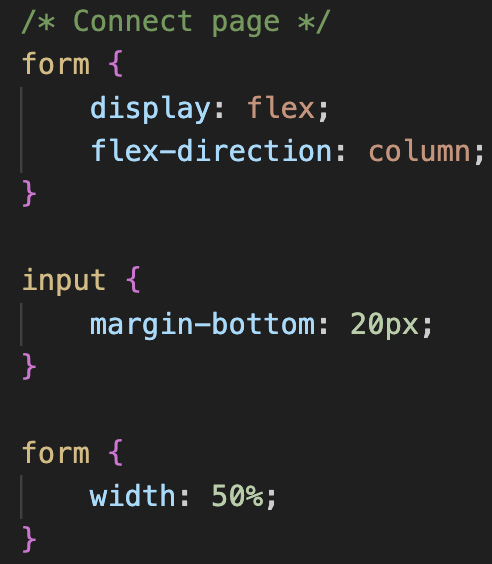 /* Connect page */
form {
    display: flex;
    flex-direction: column;
}

input {
    margin-bottom: 20px;
}

form {
    width: 50%;
}